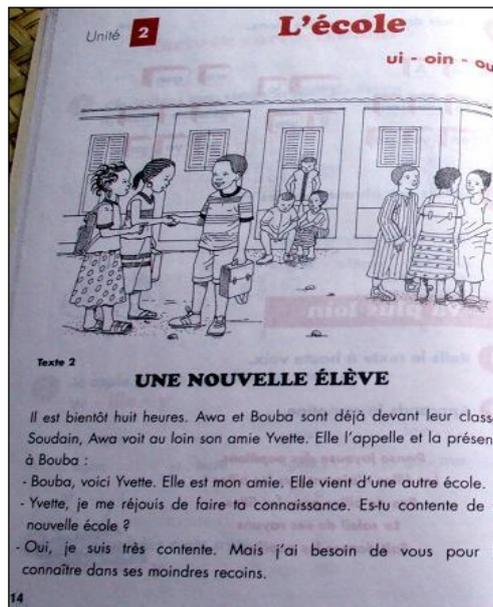 Unité 2
L'école
ui - oin - ou
Texte 2
UNE NOUVELLE ÉLÈVE
Il est bientôt huit heures. Awa et Bouba sont déjà devant leur class
Soudain, Awa voit au loin son amie Yvette. Elle l'appelle et la présen
à Bouba :
- Bouba, voici Yvette. Elle est mon amie. Elle vient d'une autre école.
- Yvette, je me réjouis de faire ta connaissance. Es-tu contente de
nouvelle école ?
- Oui, je suis très contente. Mais j'ai besoin de vous pour
connaître dans ses moindres recoins.
14